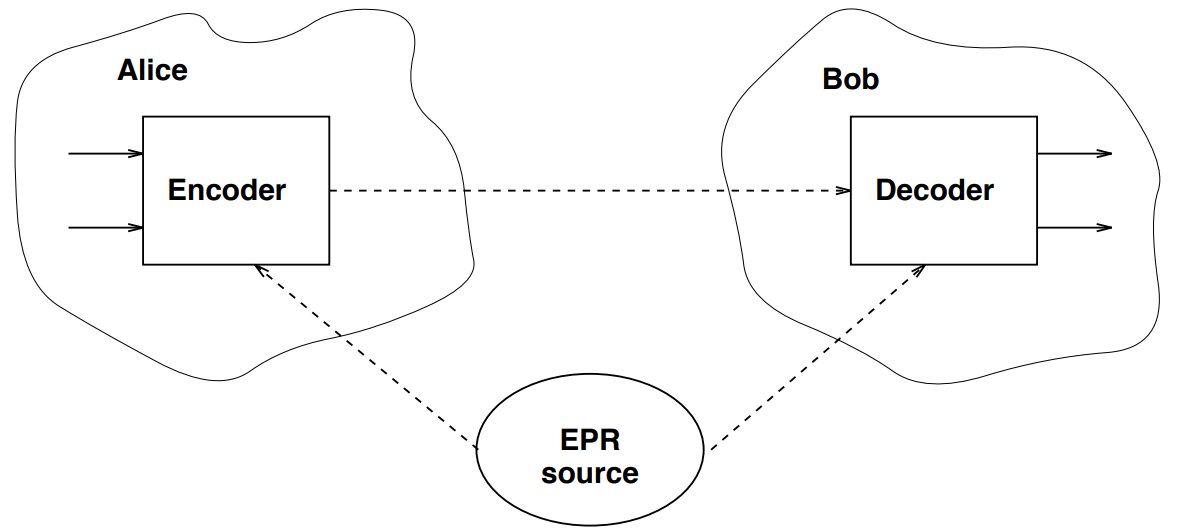 Alice
Bob
Encoder
Decoder
EPR
source